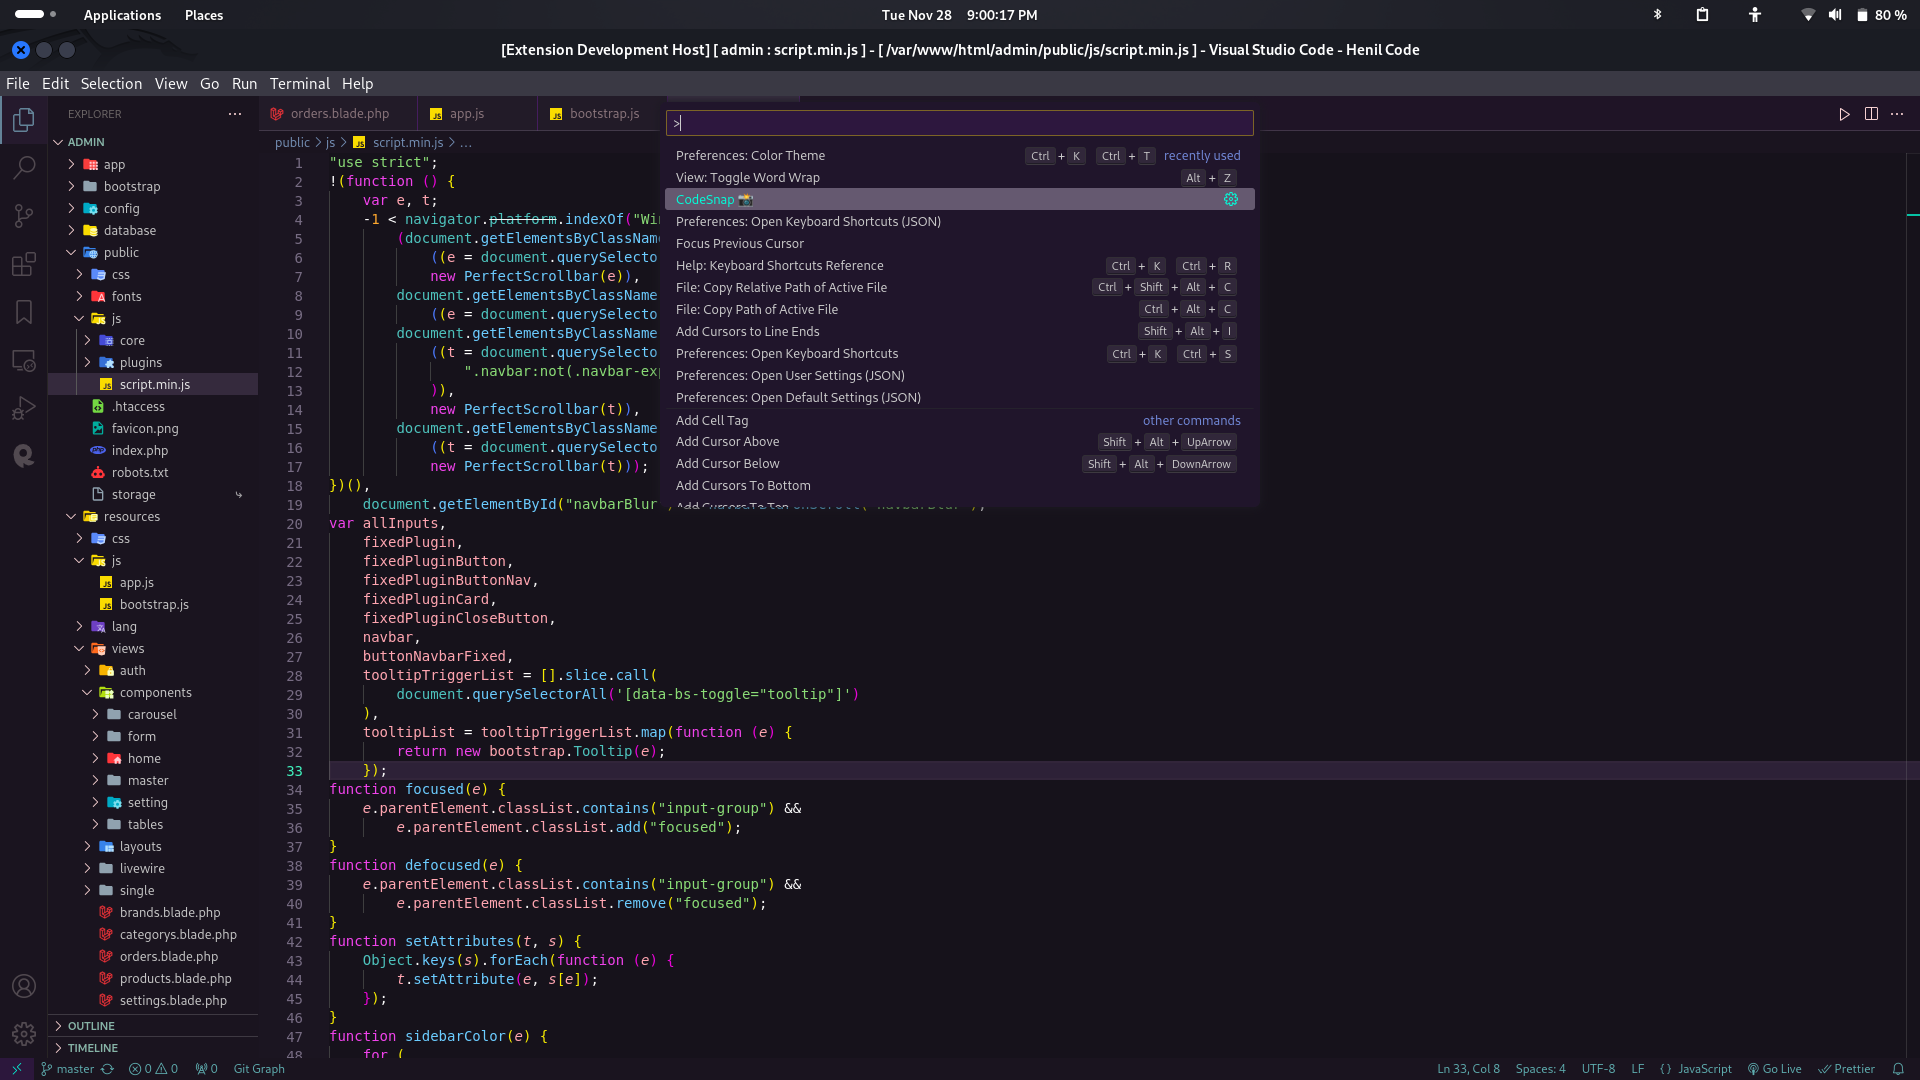 Applications Places
Tue Nov 28 9:00:17 PM
80 %
[Extension Development Host] [ admin : script.min.js ] - [ /var/www/html/admin/public/js/script.min.js ] - Visual Studio Code - Henil Code
File Edit Selection View Go Run Terminal Help
EXPLORER
ADMIN
app
bootstrap
config
database
public
css
fonts
js
core
plugins
script.min.js
.htaccess
favicon.png
index.php
robots.txt
storage
resources
css
js
app.js
bootstrap.js
lang
views
auth
components
carousel
form
home
master
setting
tables
layouts
livewire
single
brands.blade.php
categorys.blade.php
orders.blade.php
products.blade.php
settings.blade.php
OUTLINE
TIMELINE
orders.blade.php
app.js
bootstrap.js
public > js > script.min.js > ...
>
Preferences: Color Theme Ctrl + K Ctrl + T recently used
View: Toggle Word Wrap Alt + Z
CodeSnap 📸
Preferences: Open Keyboard Shortcuts (JSON)
Focus Previous Cursor
Help: Keyboard Shortcuts Reference Ctrl + K Ctrl + R
File: Copy Relative Path of Active File Ctrl + Shift + Alt + C
File: Copy Path of Active File Ctrl + Alt + C
Add Cursors to Line Ends Shift + Alt + I
Preferences: Open Keyboard Shortcuts Ctrl + K Ctrl + S
Preferences: Open User Settings (JSON)
Preferences: Open Default Settings (JSON)
Add Cell Tag other commands
Add Cursor Above Shift + Alt + UpArrow
Add Cursor Below Shift + Alt + DownArrow
Add Cursors To Bottom
Add Cursors To Top
1 "use strict";
2 !(function () {
3 var e, t;
4 -1 < navigator.platform.indexOf("Wi
5 (document.getElementsByClassName
6 ((e = document.querySelecto
7 new PerfectScrollbar(e)),
8 document.getElementsByClassName
9 ((e = document.querySelecto
10 document.getElementsByClassName
11 ((t = document.querySelecto
12 ".navbar:not(.navbar-ex
13 )),
14 new PerfectScrollbar(t)),
15 document.getElementsByClassName
16 ((t = document.querySelecto
17 new PerfectScrollbar(t)));
18 })(),
19 document.getElementById("navbarBlur
20 var allInputs,
21 fixedPlugin,
22 fixedPluginButton,
23 fixedPluginButtonNav,
24 fixedPluginCard,
25 fixedPluginCloseButton,
26 navbar,
27 buttonNavbarFixed,
28 tooltipTriggerList = [].slice.call(
29 document.querySelectorAll('[data-bs-toggle="tooltip"]')
30 ),
31 tooltipList = tooltipTriggerList.map(function (e) {
32 return new bootstrap.Tooltip(e);
33 });
34 function focused(e) {
35 e.parentElement.classList.contains("input-group") &&
36 e.parentElement.classList.add("focused");
37 }
38 function defocused(e) {
39 e.parentElement.classList.contains("input-group") &&
40 e.parentElement.classList.remove("focused");
41 }
42 function setAttributes(t, s) {
43 Object.keys(s).forEach(function (e) {
44 t.setAttribute(e, s[e]);
45 });
46 }
47 function sidebarColor(e) {
48 for (
master 0 0 0 Git Graph
Ln 33, Col 8 Spaces: 4 UTF-8 LF {} JavaScript Go Live Prettier